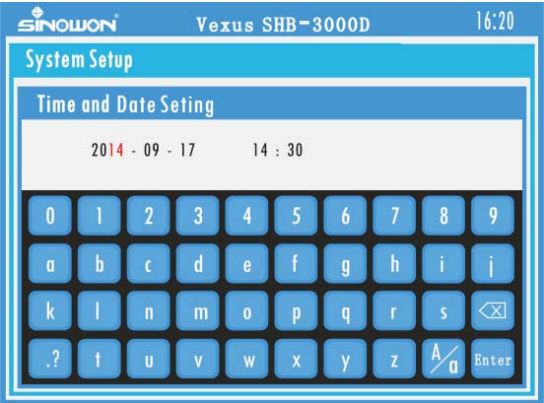 SINOWON Vexus SHB-3000D 16:20
System Setup
Time and Date Seting
2014 - 09 - 17 14 : 30
0 1 2 3 4 5 6 7 8 9
a b c d e f g h i j
k l n m o p q r s
.? t u v w x y z A/a Enter